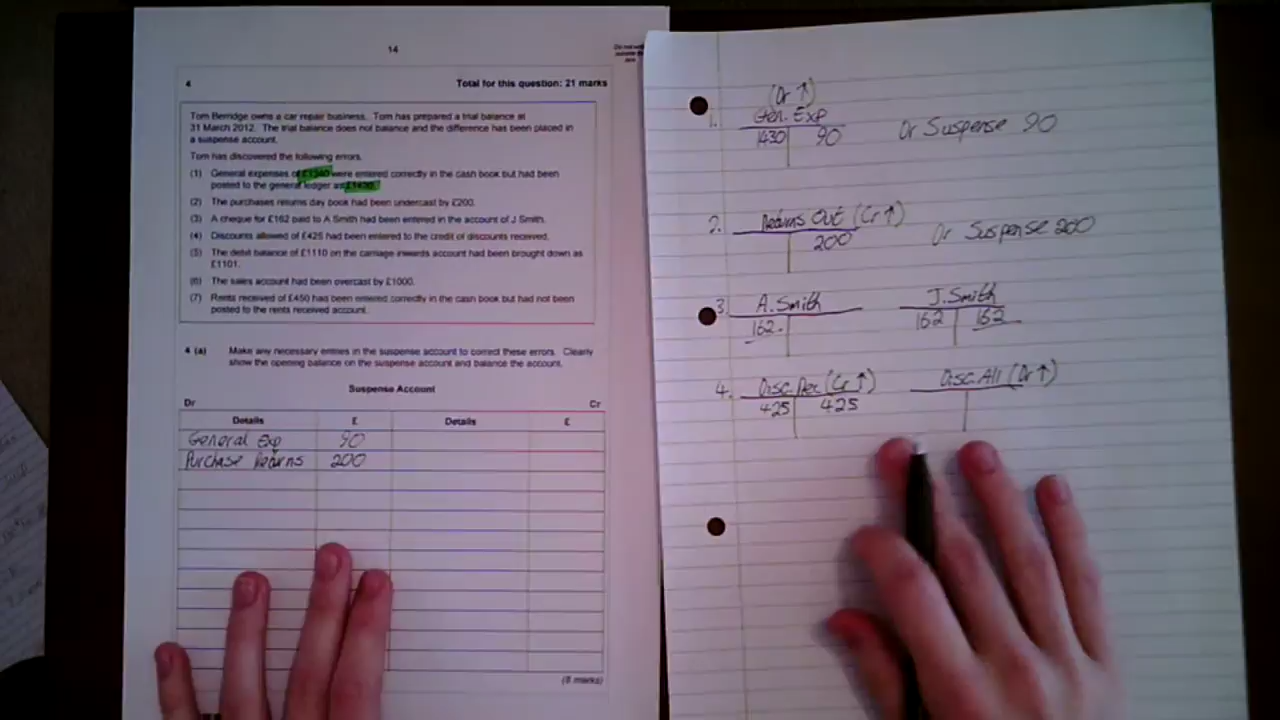 14
4 Total for this question: 21 marks
Tom Berridge owns a car repair business. Tom has prepared a trial balance at
31 March 2012. The trial balance does not balance and the difference has been placed in
a suspense account.
Tom has discovered the following errors.
(1) General expenses of £1340 were entered correctly in the cash book but had been
posted to the general ledger as £1430.
(2) The purchases returns day book had been undercast by £200.
(3) A cheque for £162 paid to A Smith had been entered in the account of J Smith.
(4) Discounts allowed of £425 had been entered to the credit of discounts received.
(5) The debit balance of £1110 on the carriage inwards account had been brought down as
£1101.
(6) The sales account had been overcast by £1000.
(7) Rents received of £450 had been entered correctly in the cash book but had not been
posted to the rents received account.
4 (a) Make any necessary entries in the suspense account to correct these errors. Clearly
show the opening balance on the suspense account and balance the account.
Suspense Account
Dr Cr
Details £ Details £
General Exp 90
Purchase Returns 200
(8 marks)
(Dr ↑)
1. Gen. Exp
1430 90 Dr Suspense 90
2. Returns Out (Cr ↑)
200 Dr Suspense 200
3. A. Smith J. Smith
162 162 162
4. Disc. Rec (Cr ↑) Disc. All (Dr ↑)
425 425